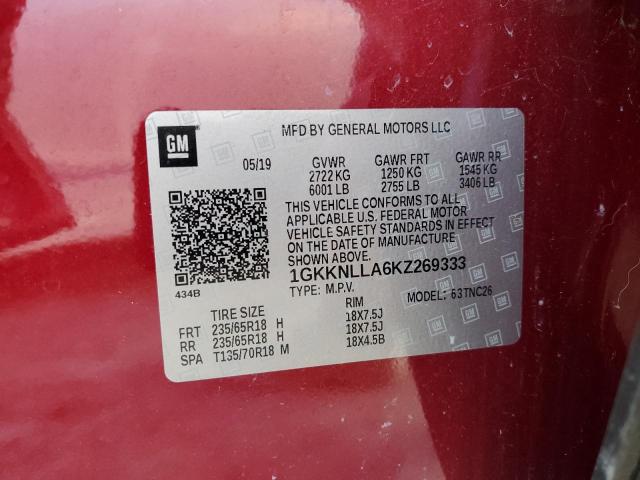 GM
MFD BY GENERAL MOTORS LLC
05/19 GVWR GAWR FRT GAWR RR
2722 KG 1250 KG 1545 KG
6001 LB 2755 LB 3406 LB
THIS VEHICLE CONFORMS TO ALL
APPLICABLE U.S. FEDERAL MOTOR
VEHICLE SAFETY STANDARDS IN EFFECT
ON THE DATE OF MANUFACTURE
SHOWN ABOVE.
1GKKNLLA6KZ269333
434B
TYPE: M.P.V. MODEL: 63TNC26
TIRE SIZE RIM
FRT 235/65R18 H 18X7.5J
RR 235/65R18 H 18X7.5J
SPA T135/70R18 M 18X4.5B